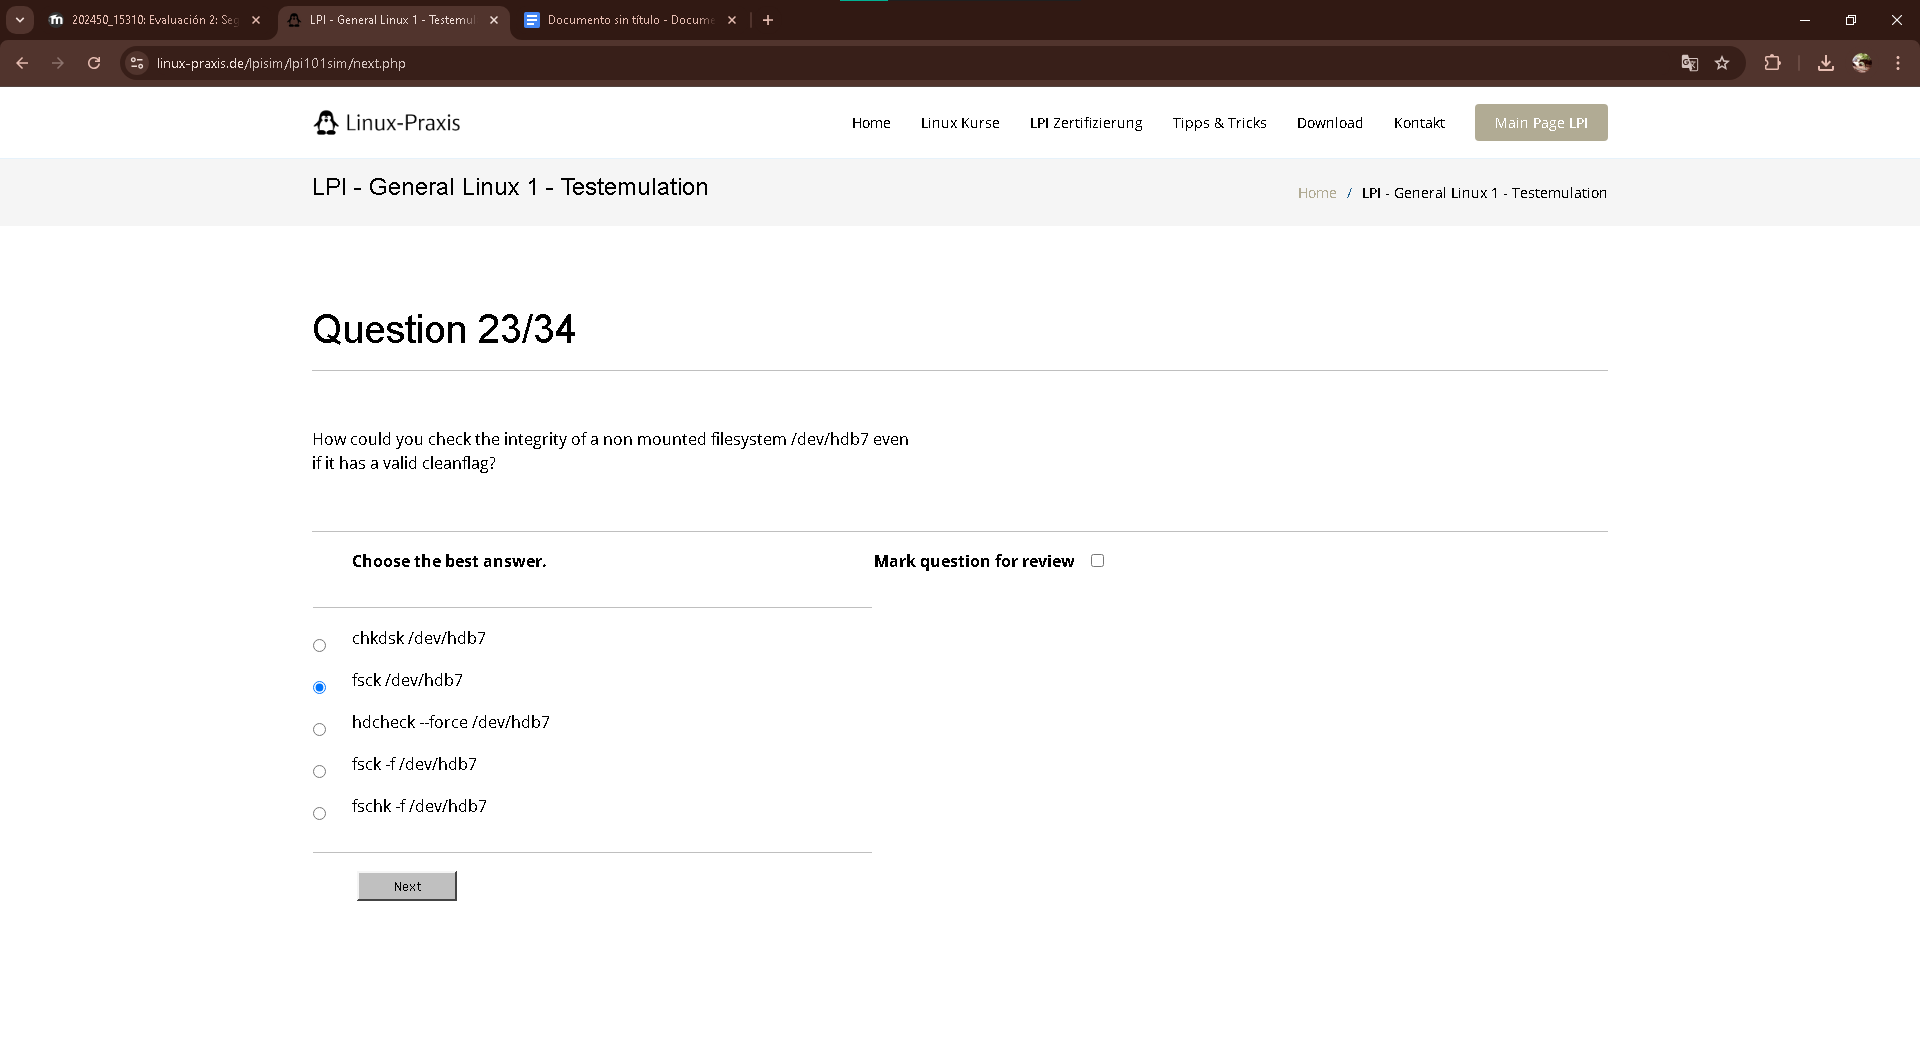 202450_15310: Evaluación 2: Seg
LPI - General Linux 1 - Testemul
Documento sin título - Docume
linux-praxis.de/lpisim/lpi101sim/next.php
Linux-Praxis
Home
Linux Kurse
LPI Zertifizierung
Tipps & Tricks
Download
Kontakt
Main Page LPI
LPI - General Linux 1 - Testemulation
Home / LPI - General Linux 1 - Testemulation
Question 23/34
How could you check the integrity of a non mounted filesystem /dev/hdb7 even
if it has a valid cleanflag?
Choose the best answer.
Mark question for review
chkdsk /dev/hdb7
fsck /dev/hdb7
hdcheck --force /dev/hdb7
fsck -f /dev/hdb7
fschk -f /dev/hdb7
Next